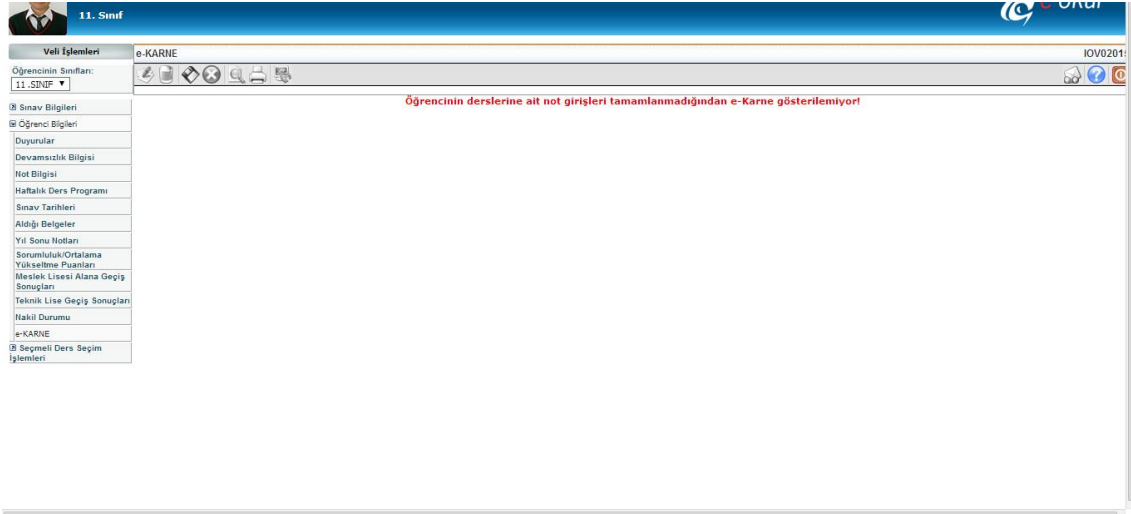 11. Sınıf
e okul
Veli İşlemleri
e-KARNE
IOV0201
Öğrencinin Sınıfları:
11.SINIF
Öğrencinin derslerine ait not girişleri tamamlanmadığından e-Karne gösterilemiyor!
Sınav Bilgileri
Öğrenci Bilgileri
Duyurular
Devamsızlık Bilgisi
Not Bilgisi
Haftalık Ders Programı
Sınav Tarihleri
Aldığı Belgeler
Yıl Sonu Notları
Sorumluluk/Ortalama
Yükseltme Puanları
Meslek Lisesi Alana Geçiş
Sonuçları
Teknik Lise Geçiş Sonuçları
Nakil Durumu
e-KARNE
Seçmeli Ders Seçim
İşlemleri